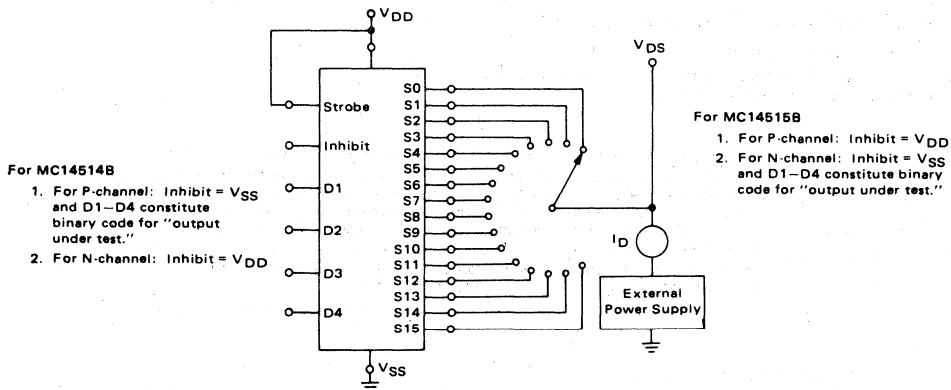 For MC14514B
1. For P-channel: Inhibit = VSS
and D1–D4 constitute
binary code for "output
under test."
2. For N-channel: Inhibit = VDD
VDD
Strobe
Inhibit
D1
D2
D3
D4
S0
S1
S2
S3
S4
S5
S6
S7
S8
S9
S10
S11
S12
S13
S14
S15
VSS
VDS
ID
External
Power Supply
For MC14515B
1. For P-channel: Inhibit = VDD
2. For N-channel: Inhibit = VSS
and D1–D4 constitute binary
code for "output under test."